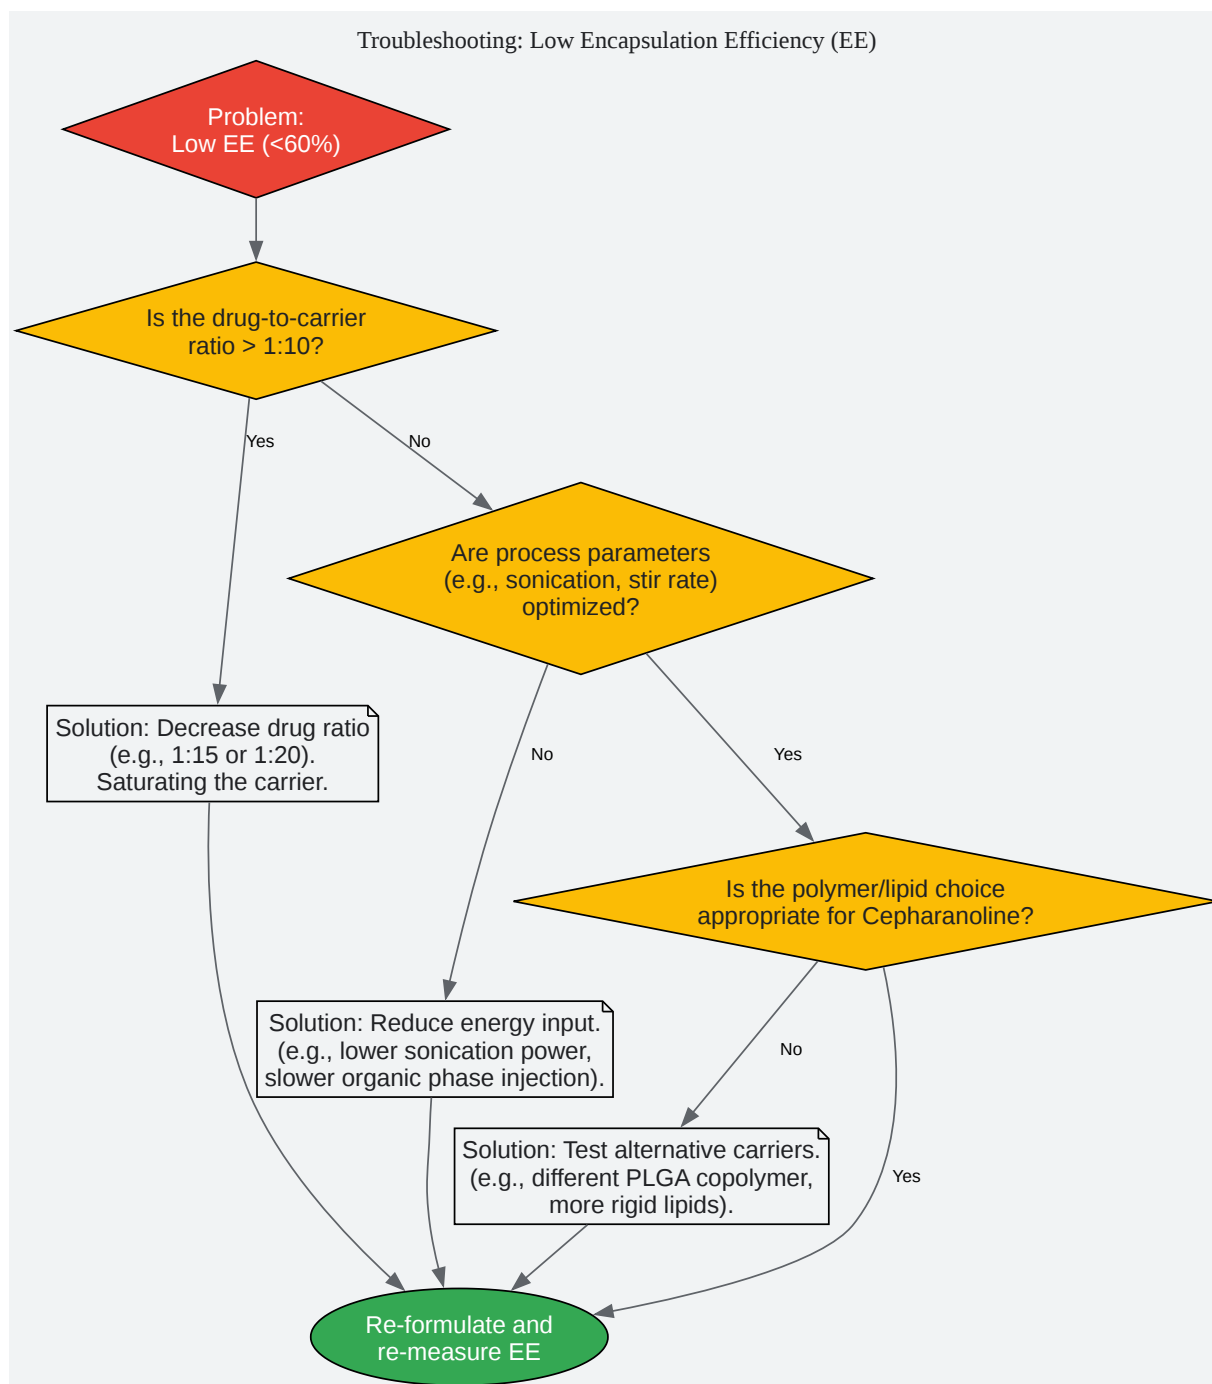 Troubleshooting: Low Encapsulation Efficiency (EE)
Problem:
Low EE (<60%)
Is the drug-to-carrier
ratio > 1:10?
Yes
No
Are process parameters
(e.g., sonication, stir rate)
optimized?
Solution: Decrease drug ratio
(e.g., 1:15 or 1:20).
Saturating the carrier.
No
Yes
Is the polymer/lipid choice
appropriate for Cepharanoline?
Solution: Reduce energy input.
(e.g., lower sonication power,
slower organic phase injection).
No
Solution: Test alternative carriers.
(e.g., different PLGA copolymer,
more rigid lipids).
Yes
Re-formulate and
re-measure EE